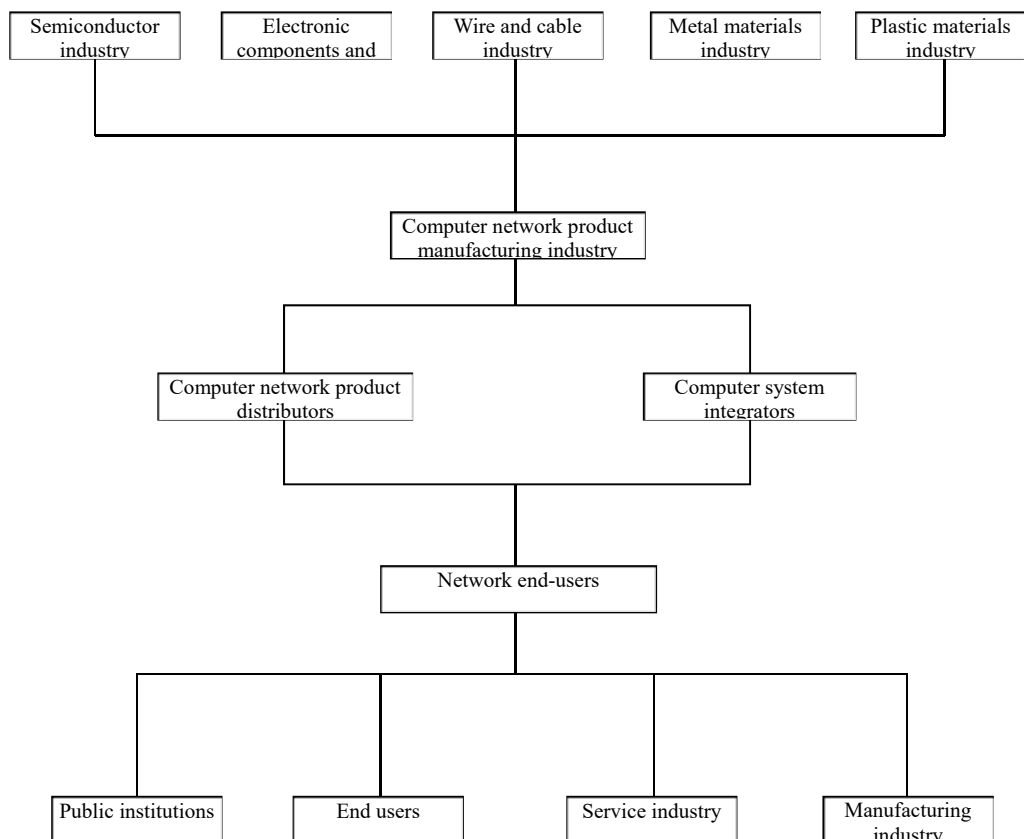 Semiconductor
industry
Electronic
components and
Wire and cable
industry
Metal materials
industry
Plastic materials
industry
Computer network product
manufacturing industry
Computer network product
distributors
Computer system
integrators
Network end-users
Public institutions
End users
Service industry
Manufacturing
industry